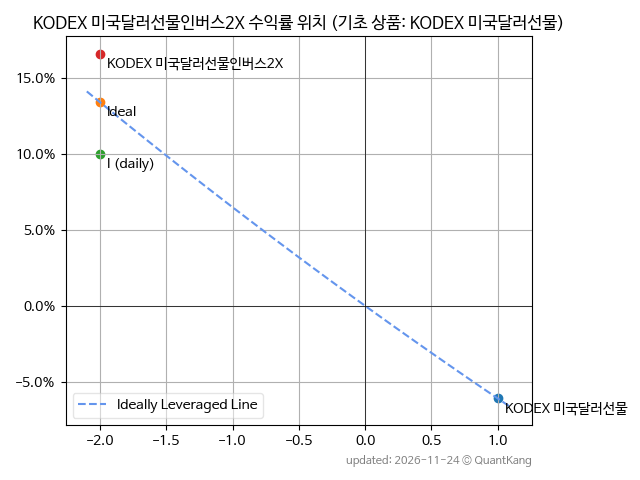 KODEX 미국달러선물인버스2X 수익률 위치 (기초 상품: KODEX 미국달러선물)
KODEX 미국달러선물인버스2X
15.0%
Ideal
10.0%
I (daily)
5.0%
0.0%
−5.0%
Ideally Leveraged Line
KODEX 미국달러선물
−2.0 −1.5 −1.0 −0.5 0.0 0.5 1.0
updated: 2026-11-24 © QuantKang